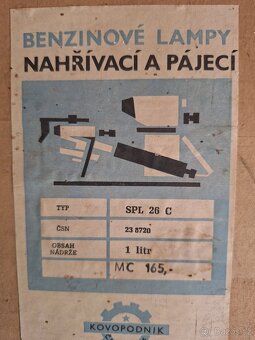 BENZINOVÉ LAMPY
NAHŘÍVACÍ A PÁJECÍ
TYP SPL 26 C
ČSN 23 8720
OBSAH NÁDRŽE 1 litr
MC 165,-
KOVOPODNIK